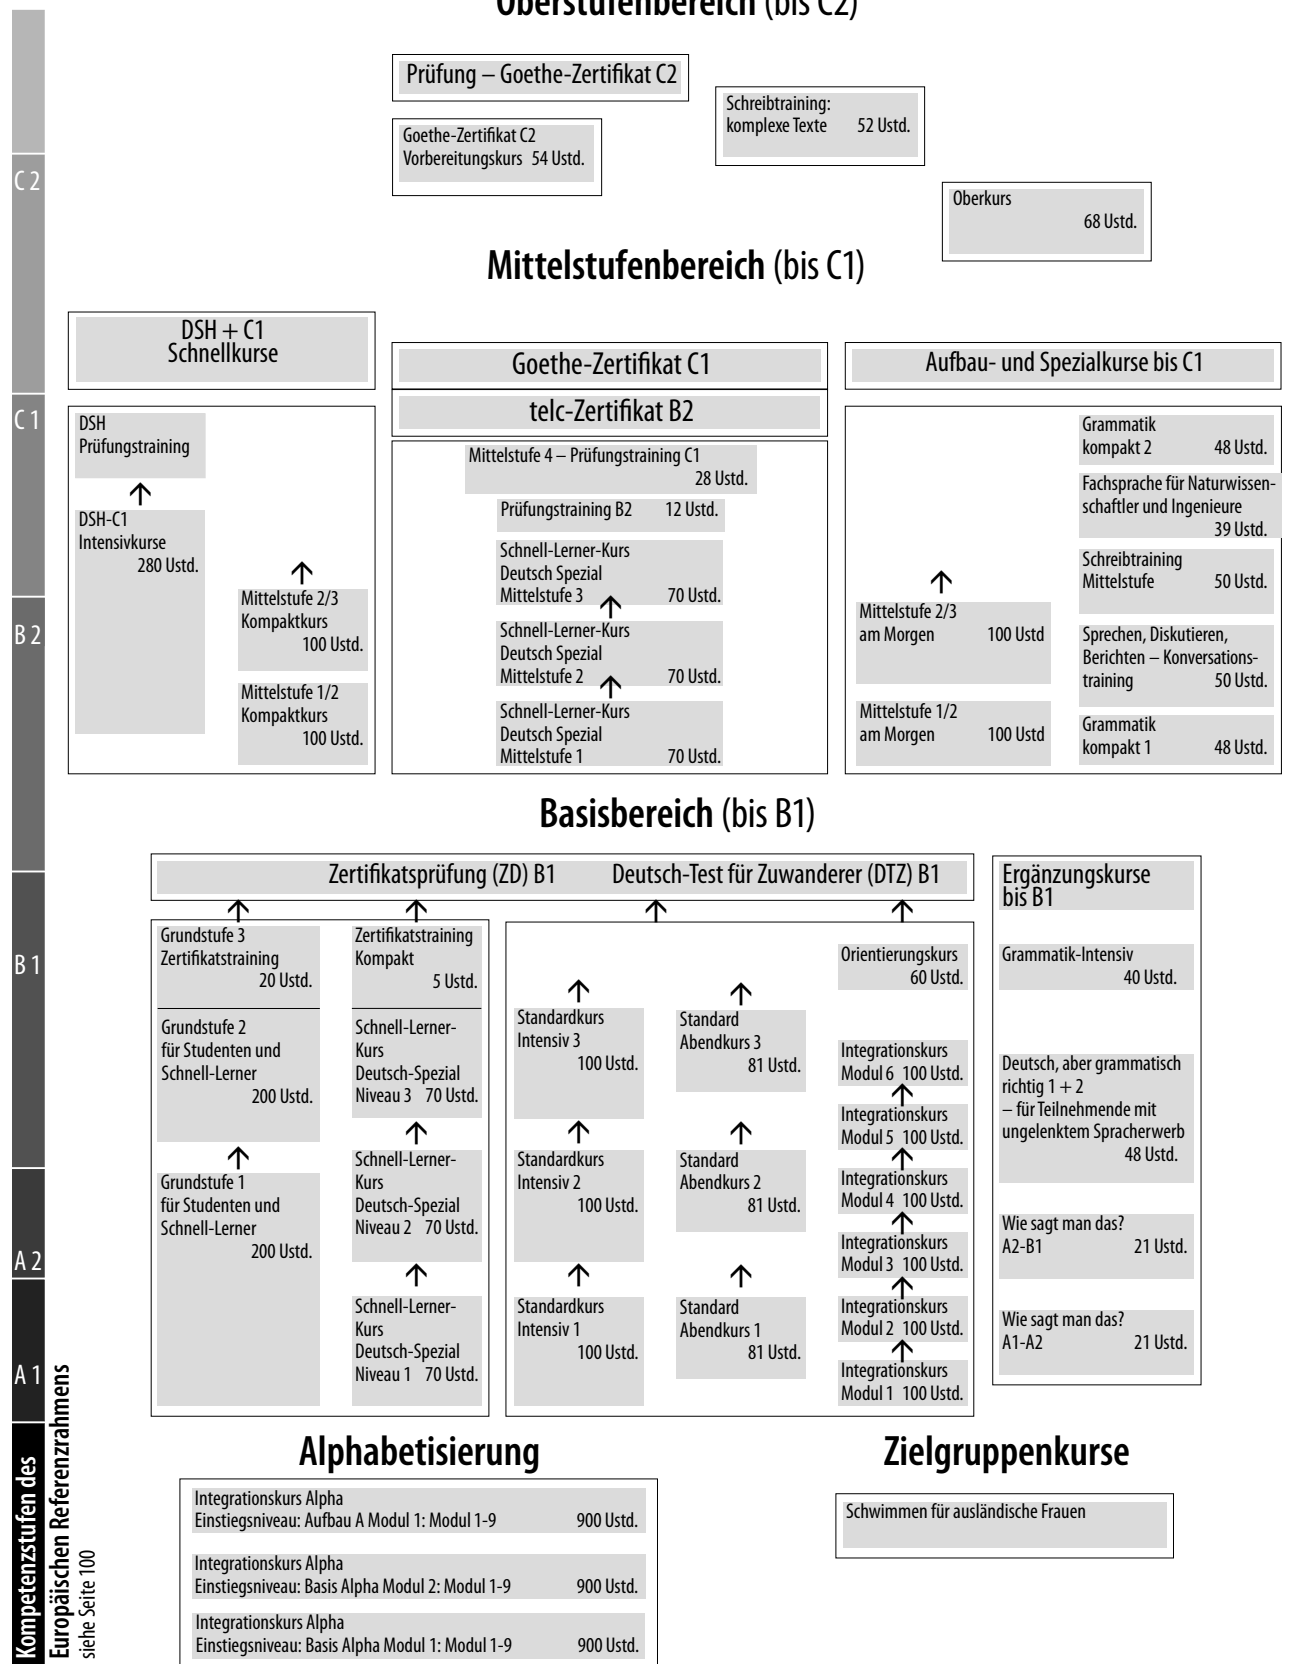 Oberstufenbereich (bis C2)
Prüfung – Goethe-Zertifikat C2
Schreibtraining:
komplexe Texte 52 Ustd.
Goethe-Zertifikat C2
Vorbereitungskurs 54 Ustd.
Oberkurs
68 Ustd.
Mittelstufenbereich (bis C1)
DSH + C1
Schnellkurse
DSH
Prüfungstraining
DSH-C1
Intensivkurse
280 Ustd.
Mittelstufe 2/3
Kompaktkurs
100 Ustd.
Mittelstufe 1/2
Kompaktkurs
100 Ustd.
Goethe-Zertifikat C1
telc-Zertifikat B2
Mittelstufe 4 – Prüfungstraining C1
28 Ustd.
Prüfungstraining B2 12 Ustd.
Schnell-Lerner-Kurs
Deutsch Spezial
Mittelstufe 3 70 Ustd.
Schnell-Lerner-Kurs
Deutsch Spezial
Mittelstufe 2 70 Ustd.
Schnell-Lerner-Kurs
Deutsch Spezial
Mittelstufe 1 70 Ustd.
Aufbau- und Spezialkurse bis C1
Mittelstufe 2/3
am Morgen 100 Ustd
Mittelstufe 1/2
am Morgen 100 Ustd
Grammatik
kompakt 2 48 Ustd.
Fachsprache für Naturwissen-
schaftler und Ingenieure
39 Ustd.
Schreibtraining
Mittelstufe 50 Ustd.
Sprechen, Diskutieren,
Berichten – Konversations-
training 50 Ustd.
Grammatik
kompakt 1 48 Ustd.
Basisbereich (bis B1)
Zertifikatsprüfung (ZD) B1 Deutsch-Test für Zuwanderer (DTZ) B1
Grundstufe 3
Zertifikatstraining
20 Ustd.
Grundstufe 2
für Studenten und
Schnell-Lerner
200 Ustd.
Grundstufe 1
für Studenten und
Schnell-Lerner
200 Ustd.
Zertifikatstraining
Kompakt
5 Ustd.
Schnell-Lerner-
Kurs
Deutsch-Spezial
Niveau 3 70 Ustd.
Schnell-Lerner-
Kurs
Deutsch-Spezial
Niveau 2 70 Ustd.
Schnell-Lerner-
Kurs
Deutsch-Spezial
Niveau 1 70 Ustd.
Standardkurs
Intensiv 3
100 Ustd.
Standardkurs
Intensiv 2
100 Ustd.
Standardkurs
Intensiv 1
100 Ustd.
Standard
Abendkurs 3
81 Ustd.
Standard
Abendkurs 2
81 Ustd.
Standard
Abendkurs 1
81 Ustd.
Orientierungskurs
60 Ustd.
Integrationskurs
Modul 6 100 Ustd.
Integrationskurs
Modul 5 100 Ustd.
Integrationskurs
Modul 4 100 Ustd.
Integrationskurs
Modul 3 100 Ustd.
Integrationskurs
Modul 2 100 Ustd.
Integrationskurs
Modul 1 100 Ustd.
Ergänzungskurse
bis B1
Grammatik-Intensiv
40 Ustd.
Deutsch, aber grammatisch
richtig 1 + 2
– für Teilnehmende mit
ungelenktem Spracherwerb
48 Ustd.
Wie sagt man das?
A2-B1 21 Ustd.
Wie sagt man das?
A1-A2 21 Ustd.
Alphabetisierung
Integrationskurs Alpha
Einstiegsniveau: Aufbau A Modul 1: Modul 1-9 900 Ustd.
Integrationskurs Alpha
Einstiegsniveau: Basis Alpha Modul 2: Modul 1-9 900 Ustd.
Integrationskurs Alpha
Einstiegsniveau: Basis Alpha Modul 1: Modul 1-9 900 Ustd.
Zielgruppenkurse
Schwimmen für ausländische Frauen
C 2
C 1
B 2
B 1
A 2
A 1
Kompetenzstufen des
Europäischen Referenzrahmens
siehe Seite 100